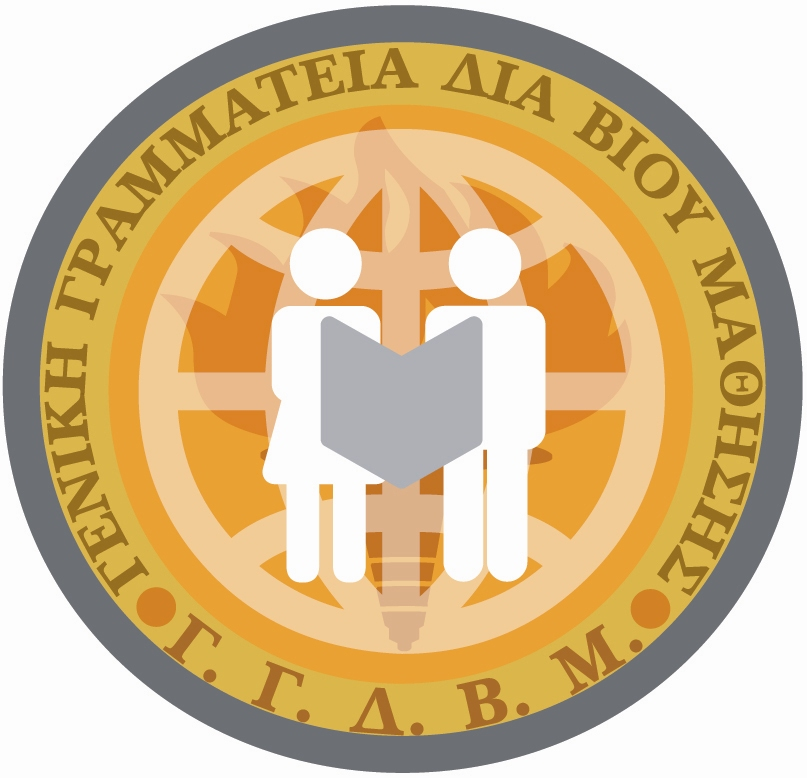 ΓΕΝΙΚΗ ΓΡΑΜΜΑΤΕΙΑ ΔΙΑ ΒΙΟΥ ΜΑΘΗΣΗΣ
Γ. Γ. Δ. Β. Μ.